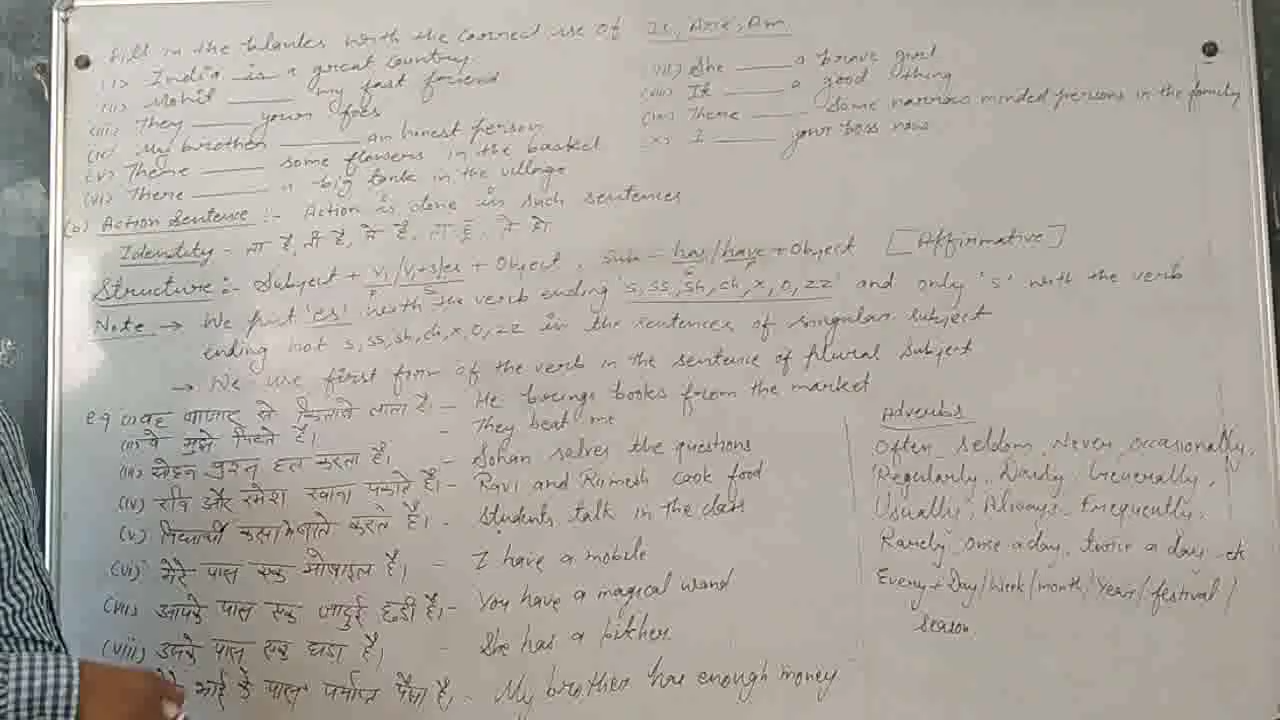 Fill in the blanks with the correct use of Is, Are, Am.
(i) India is a great country
(ii) Mohit ____ my fast friend
(iii) They ____ your foes
(iv) My brother ____ an honest person
(v) There ____ some flowers in the basket
(vi) There ____ a big tank in the village
(vii) She ____ a brave girl
(viii) It ____ a good thing
(ix) There ____ some narrow minded persons in the family
(x) I ____ your boss now
(b) Action Sentence :- Action is done in such sentences
Identity - ता है, ती है, ते है, ता हूँ, ते हो
Structure :- Subject + V1/V+s/es + Object, Sub + has/have + Object [Affirmative]
Note → We put 'es' with the verb ending 's, ss, sh, ch, x, o, zz' and only 's' with the verb
ending not s, ss, sh, ch, x, o, zz in the sentences of singular subject
→ We use first form of the verb in the sentence of plural subject
e.g (i) वह बाजार से किताबे लाता है। - He brings books from the market
(ii) वे मुझे पिटते है। - They beat me
(iii) सोहन प्रश्न हल करता है। - Sohan solves the questions
(iv) रवि और रमेश खाना पकाते है। - Ravi and Ramesh cook food
(v) विद्यार्थी कक्षा मे बाते करते है। - Students talk in the class
(vi) मेरे पास एक मोबाइल है। - I have a mobile
(vii) आपके पास एक जादुई छड़ी है। - You have a magical wand
(viii) उसके पास एक घडा है। - She has a pitcher
भाई के पास पर्याप्त पैसा है। - My brother has enough money
Adverbs
Often, Seldom, Never, occasionally,
Regularly, Daily, Generally,
Usually, Always, Frequently,
Rarely, once a day, twice a day etc
Every + Day/Week/month/Year/festival/
Season